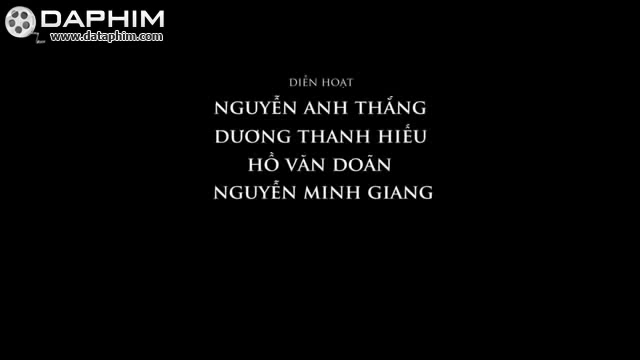 DAPHIM
www.dataphim.com
DIỄN HOẠT
NGUYỄN ANH THẮNG
DƯƠNG THANH HIẾU
HỒ VĂN DOÃN
NGUYỄN MINH GIANG